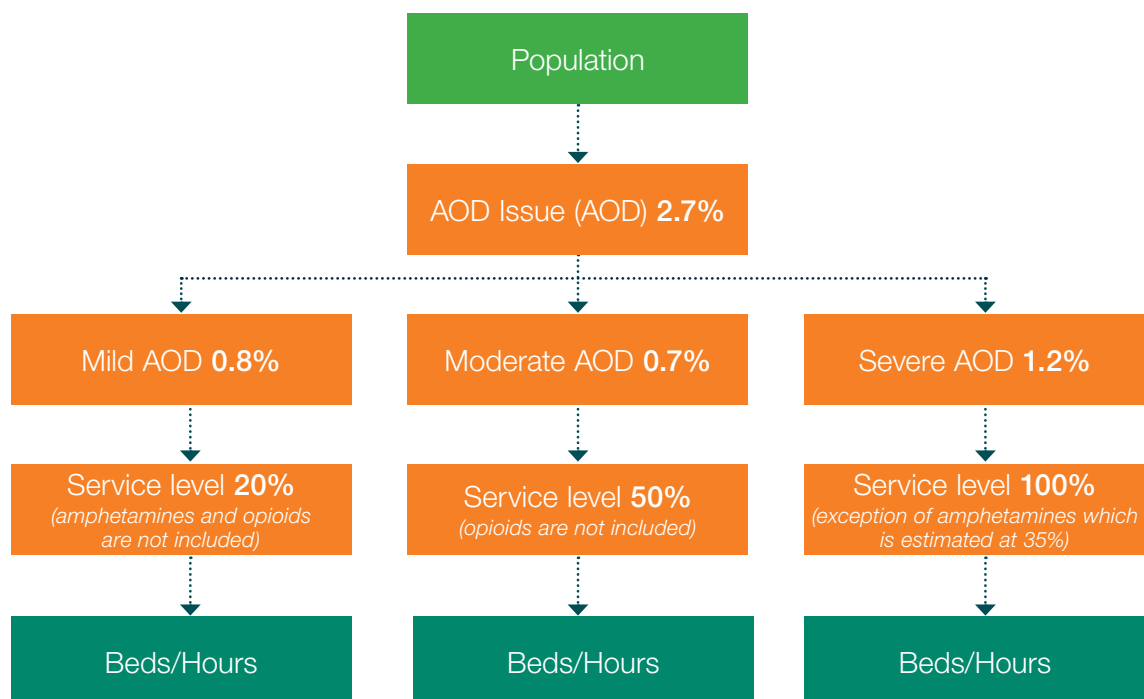 Population
AOD Issue (AOD) 2.7%
Mild AOD 0.8%
Moderate AOD 0.7%
Severe AOD 1.2%
Service level 20%
(amphetamines and opioids
are not included)
Service level 50%
(opioids are not included)
Service level 100%
(exception of amphetamines which
is estimated at 35%)
Beds/Hours
Beds/Hours
Beds/Hours